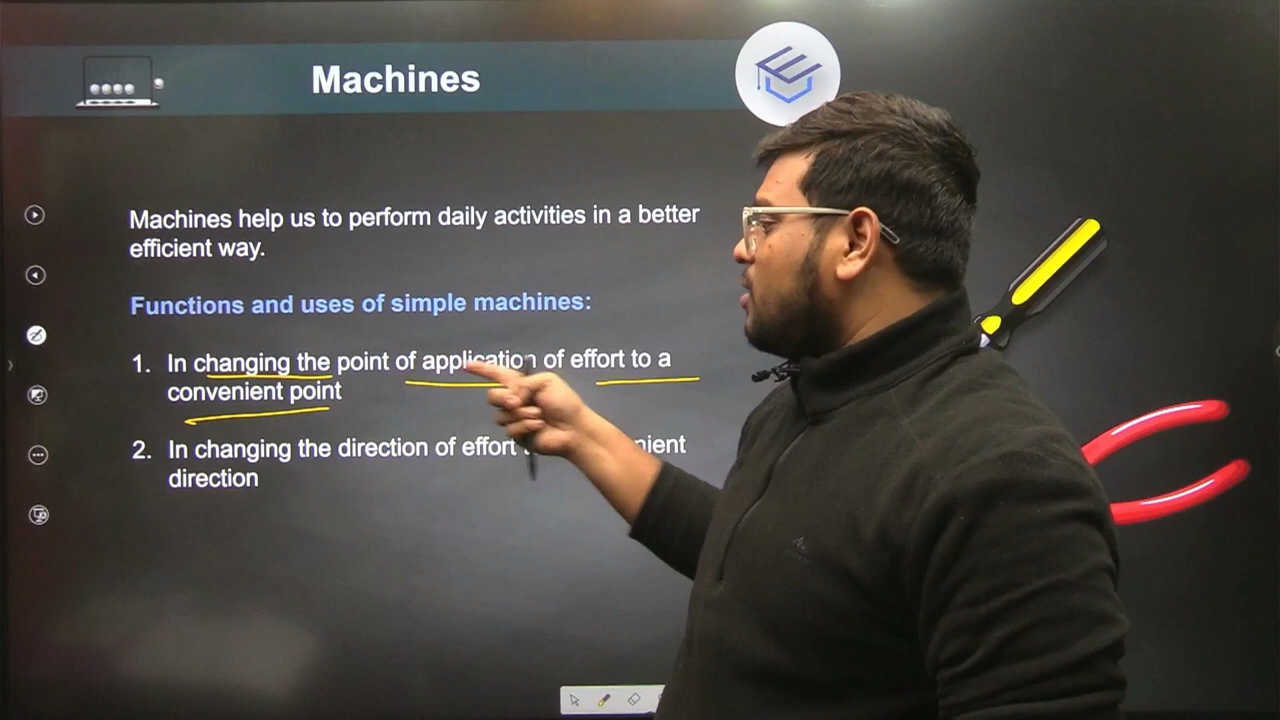 Machines
Machines help us to perform daily activities in a better
efficient way.
Functions and uses of simple machines:
1. In changing the point of application of effort to a
convenient point
2. In changing the direction of effort
direction